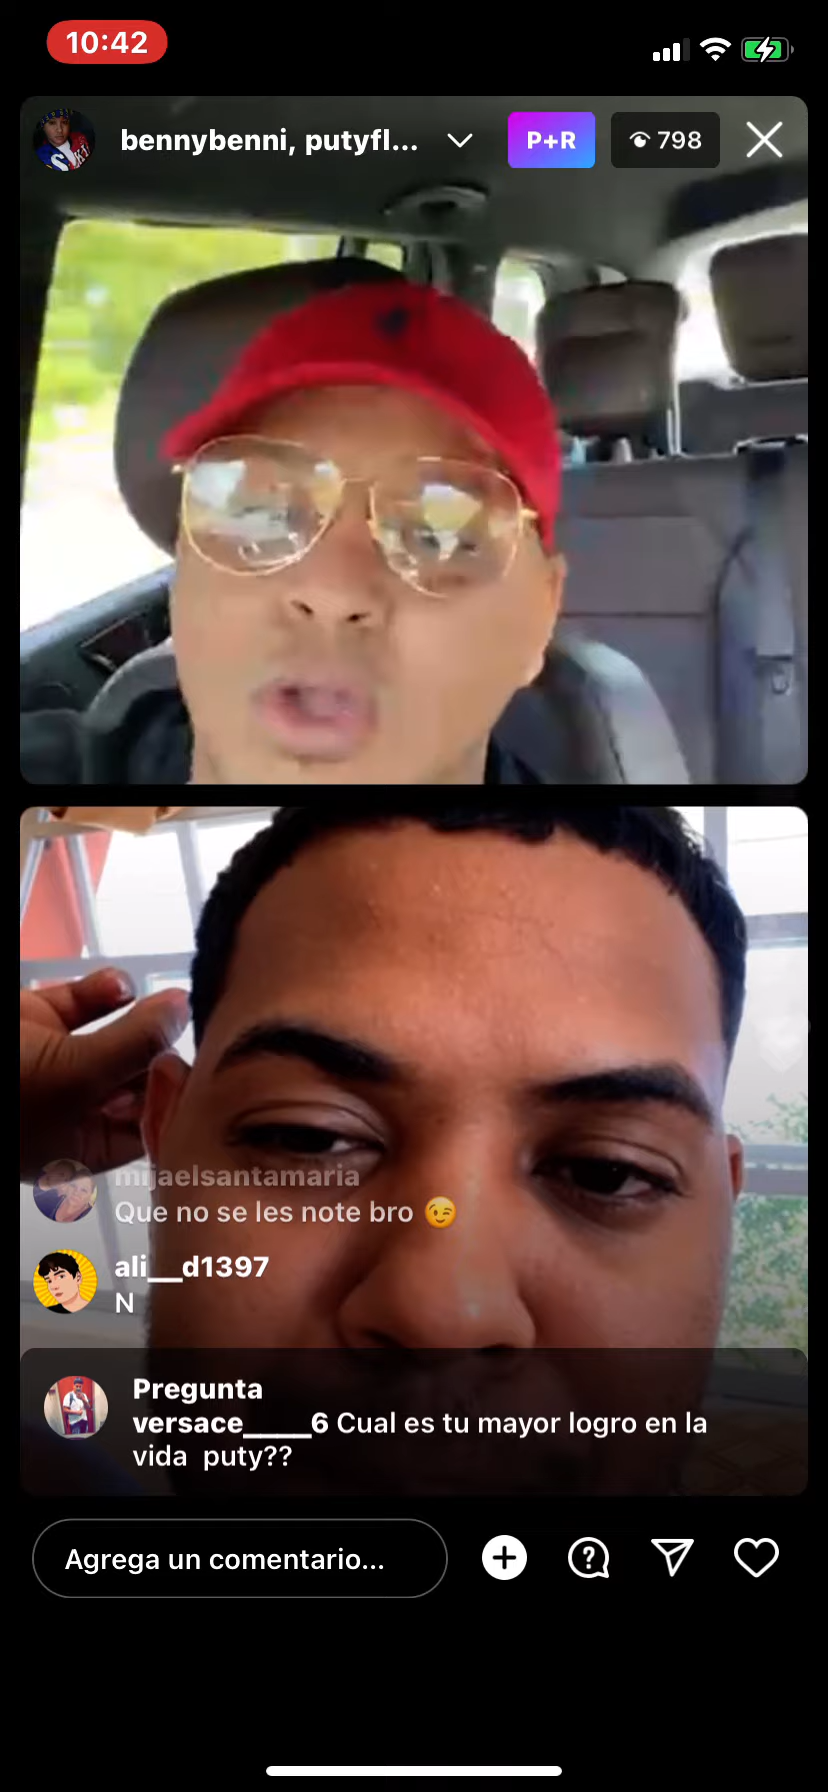 10:42
bennybenni, putyfl...
P+R
798
mijaelsantamaria
Que no se les note bro 😉
ali__d1397
N
Pregunta
versace_____6 Cual es tu mayor logro en la
vida puty??
Agrega un comentario...